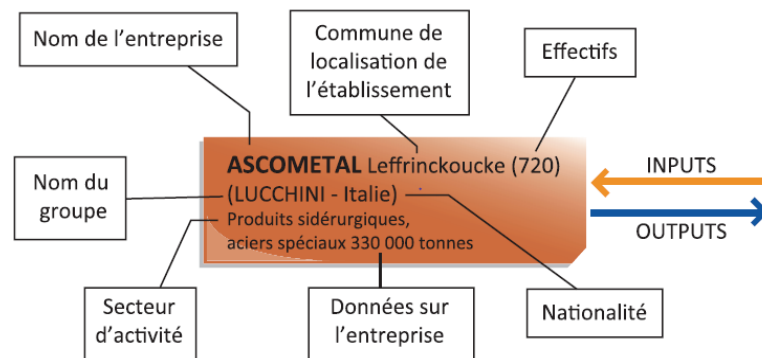 Nom de l'entreprise
Commune de
localisation de
l'établissement
Effectifs
ASCOMETAL Leffrinckoucke (720)
(LUCCHINI - Italie)
Produits sidérurgiques,
aciers spéciaux 330 000 tonnes
INPUTS
OUTPUTS
Nom du
groupe
Secteur
d'activité
Données sur
l'entreprise
Nationalité